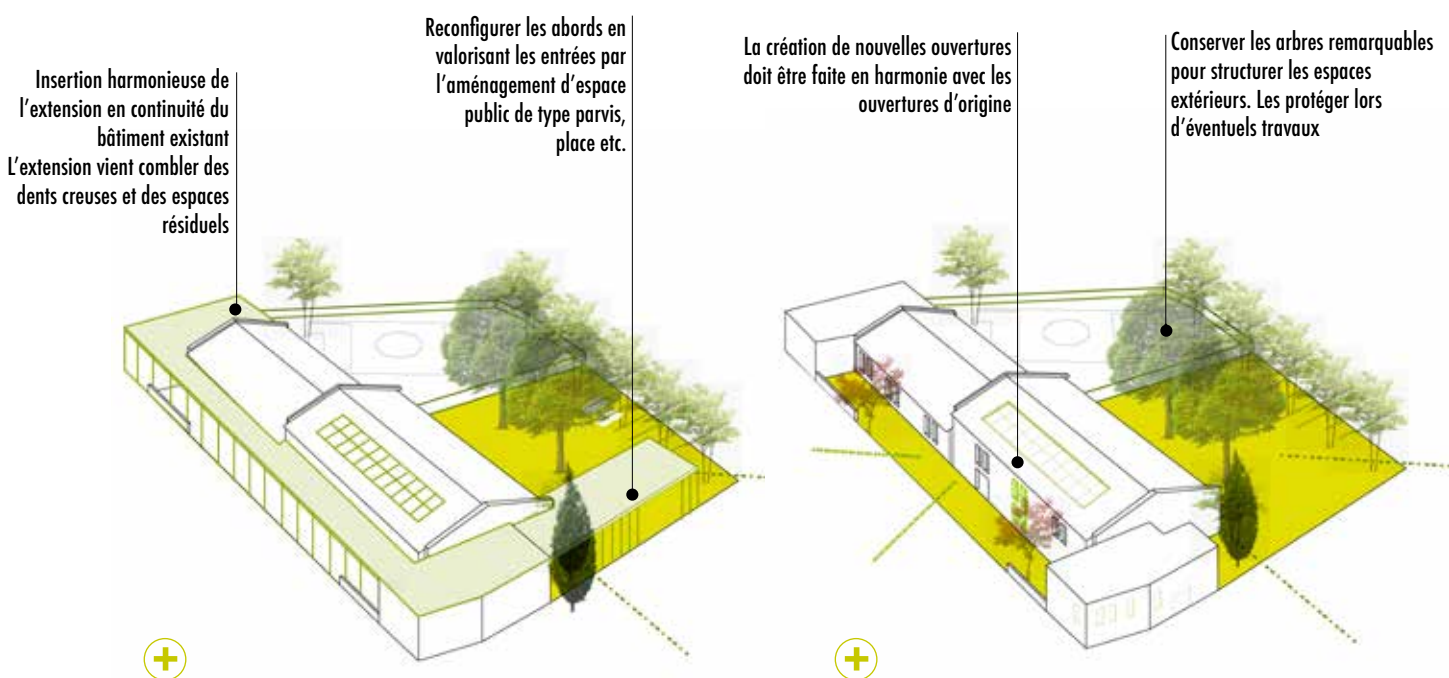 Insertion harmonieuse de
l'extension en continuité du
bâtiment existant
L'extension vient combler des
dents creuses et des espaces
résiduels
Reconfigurer les abords en
valorisant les entrées par
l'aménagement d'espace
public de type parvis,
place etc.
La création de nouvelles ouvertures
doit être faite en harmonie avec les
ouvertures d'origine
Conserver les arbres remarquables
pour structurer les espaces
extérieurs. Les protéger lors
d'éventuels travaux